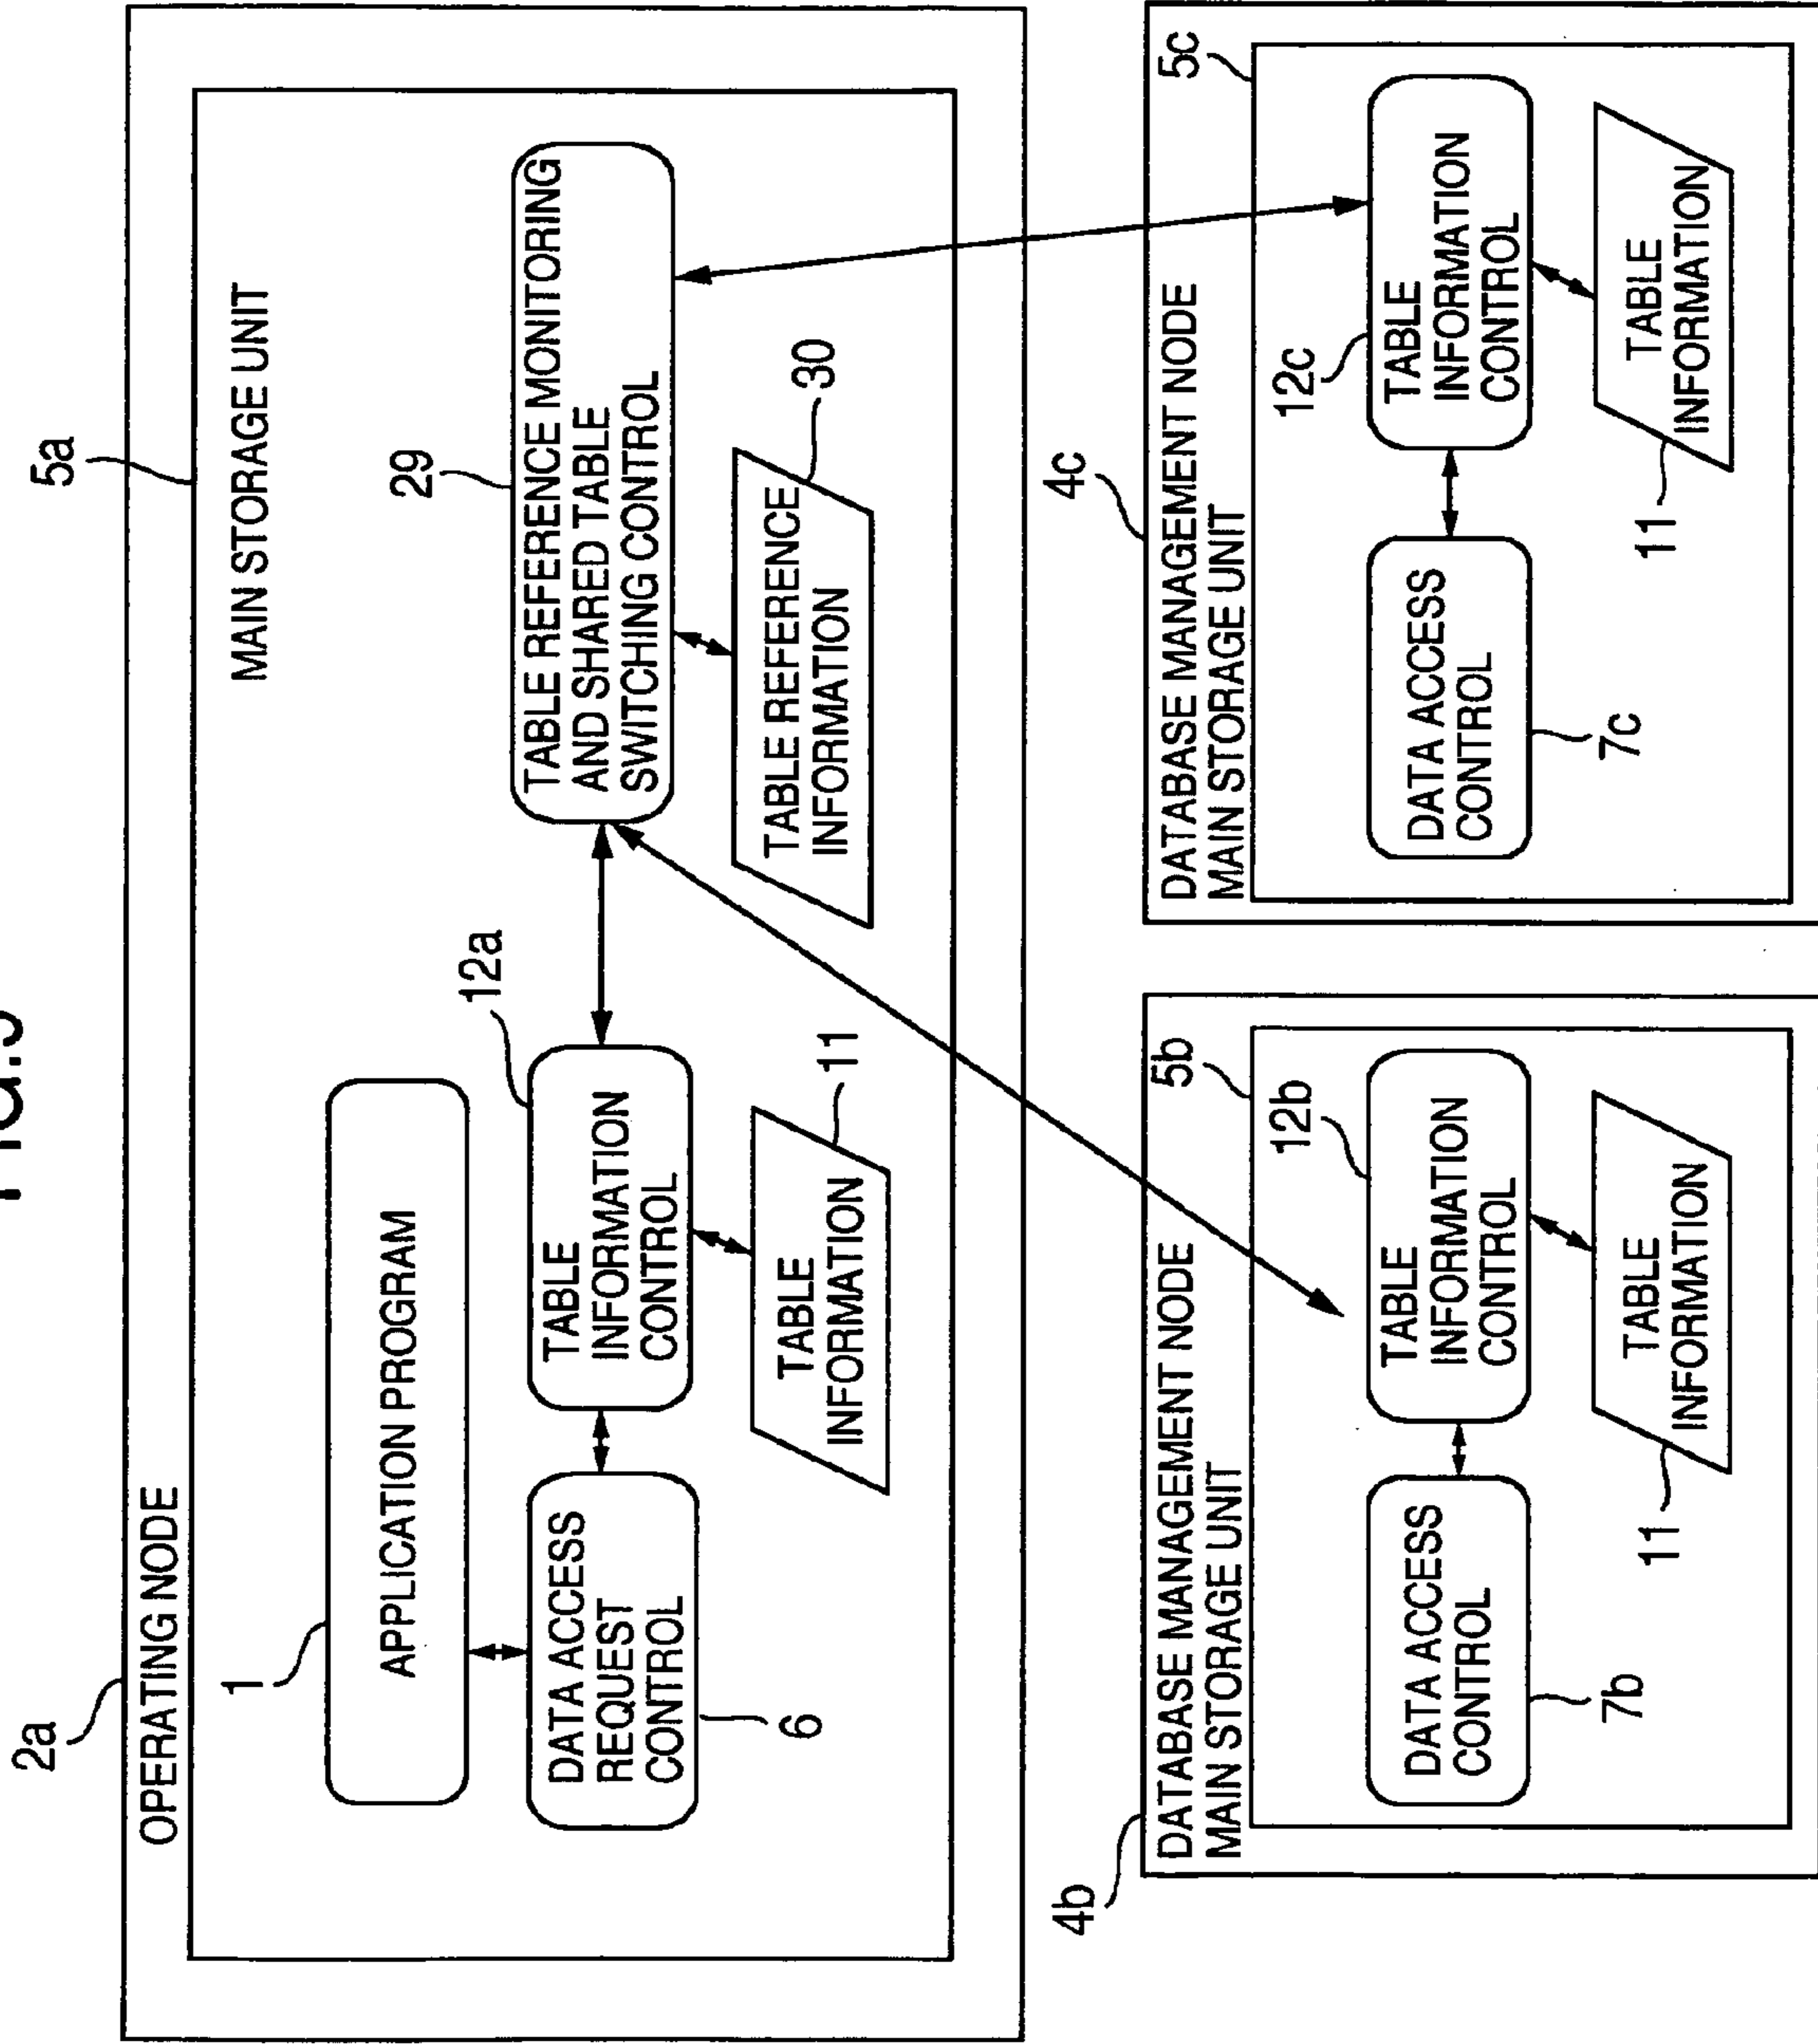 2a
5a
OPERATING NODE
MAIN STORAGE UNIT
1
APPLICATION PROGRAM
DATA ACCESS
REQUEST
CONTROL
6
12a
TABLE
INFORMATION
CONTROL
TABLE
INFORMATION
11
29
TABLE REFERENCE MONITORING
AND SHARED TABLE
SWITCHING CONTROL
TABLE REFERENCE
INFORMATION
30
4b
DATABASE MANAGEMENT NODE
MAIN STORAGE UNIT
5b
DATA ACCESS
CONTROL
7b
12b
TABLE
INFORMATION
CONTROL
TABLE
INFORMATION
11
4c
DATABASE MANAGEMENT NODE
MAIN STORAGE UNIT
5c
DATA ACCESS
CONTROL
7c
12c
TABLE
INFORMATION
CONTROL
TABLE
INFORMATION
11